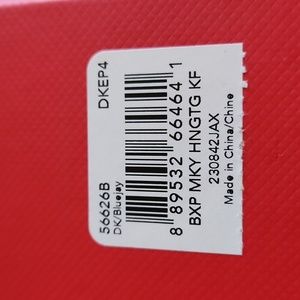 DKEP4
56626B
DK/Bluejay
8 89532 66464 1
BXP MKY HNGTG KF
230842JAX
Made in China/Chine